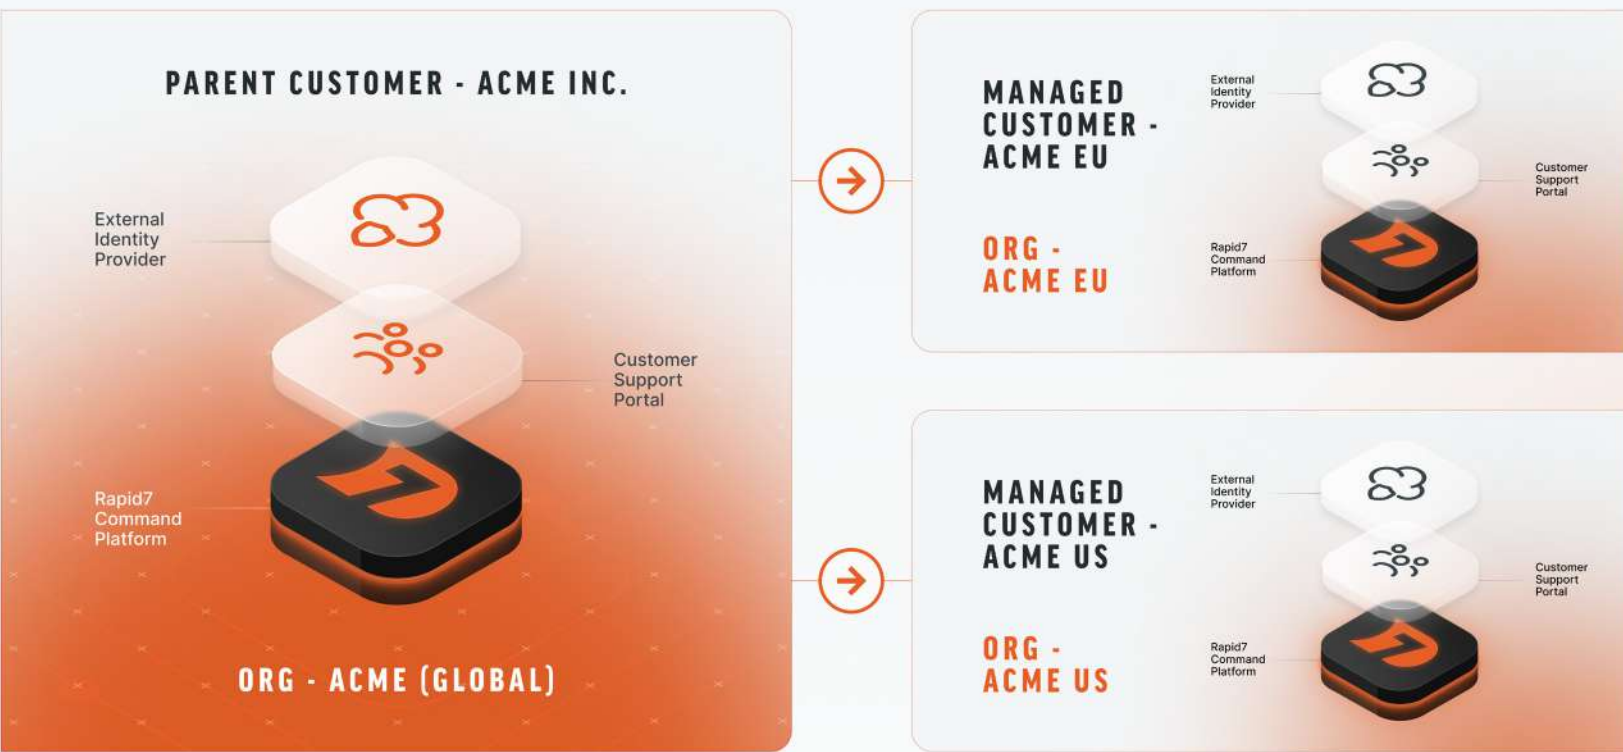 PARENT CUSTOMER - ACME INC.
External
Identity
Provider
Customer
Support
Portal
Rapid7
Command
Platform
ORG - ACME (GLOBAL)
MANAGED
CUSTOMER -
ACME EU
ORG -
ACME EU
External
Identity
Provider
Customer
Support
Portal
Rapid7
Command
Platform
MANAGED
CUSTOMER -
ACME US
ORG -
ACME US
External
Identity
Provider
Customer
Support
Portal
Rapid7
Command
Platform